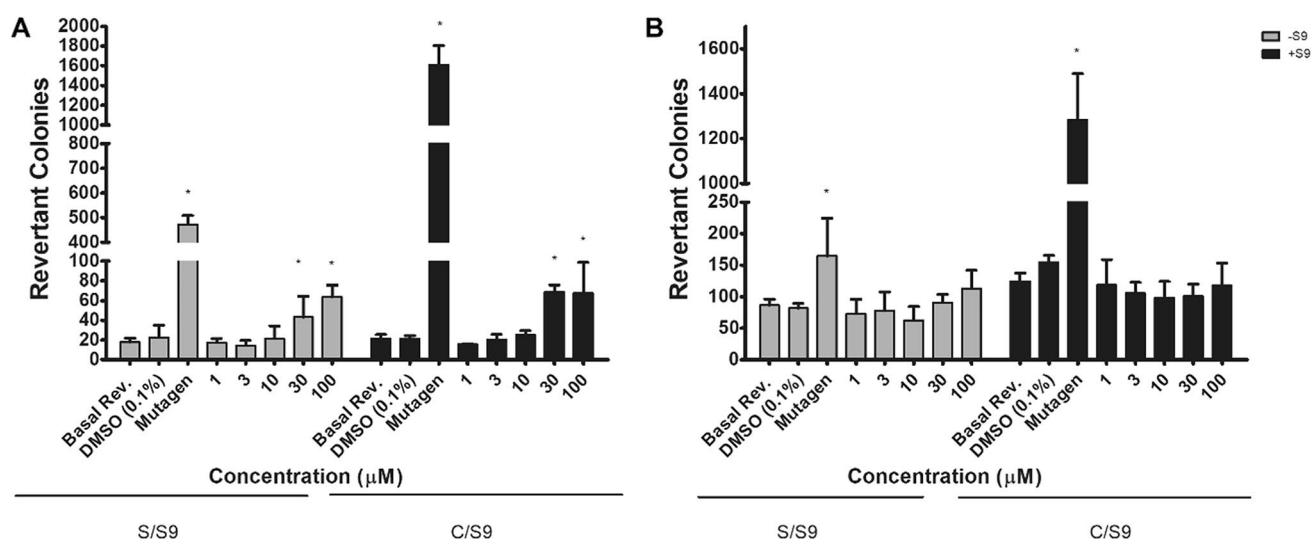 A
Revertant Colonies
2000
1800
1600
1400
1200
1000
800
700
600
500
400
100
80
60
40
20
0
*
*
*
*
*
*
Basal Rev.
DMSO (0.1%)
Mutagen
1
3
10
30
100
Basal Rev.
DMSO (0.1%)
Mutagen
1
3
10
30
100
Concentration (μM)
S/S9
C/S9
B
Revertant Colonies
1600
1400
1200
1000
250
200
150
100
50
0
*
*
-S9
+S9
Basal Rev.
DMSO (0.1%)
Mutagen
1
3
10
30
100
Basal Rev.
DMSO (0.1%)
Mutagen
1
3
10
30
100
Concentration (μM)
S/S9
C/S9